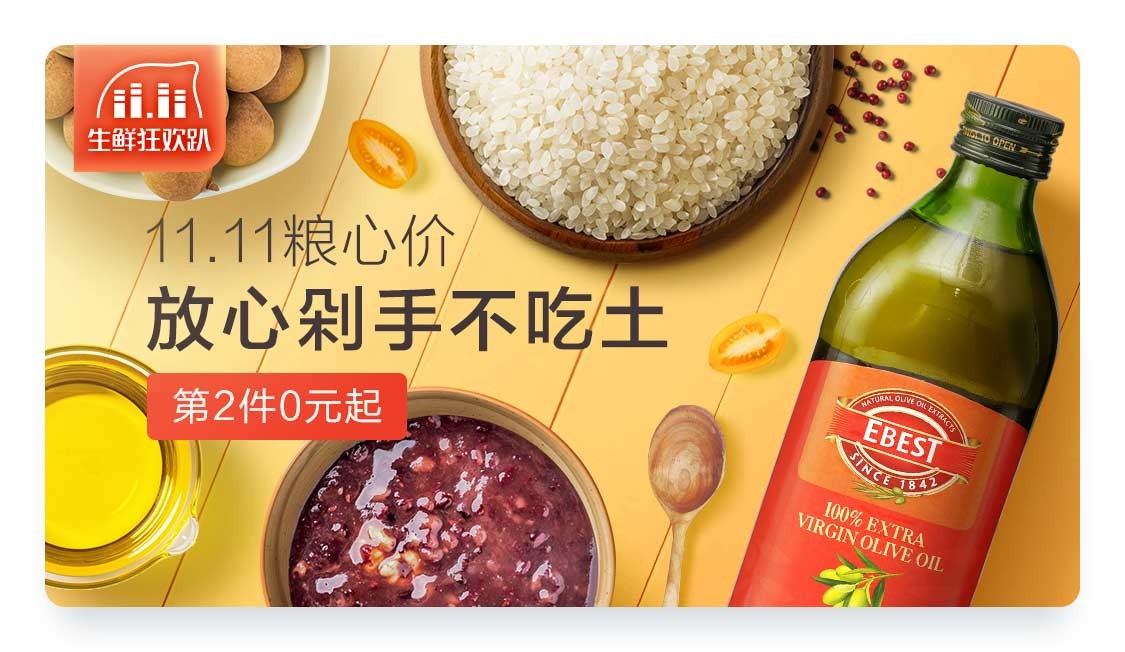 11.11
生鲜狂欢趴
11.11粮心价
放心剁手不吃土
第2件0元起
TO OPEN
NATURAL OLIVE OIL EXTRACTS
EBEST
SINCE 1842
100% EXTRA
VIRGIN OLIVE OIL